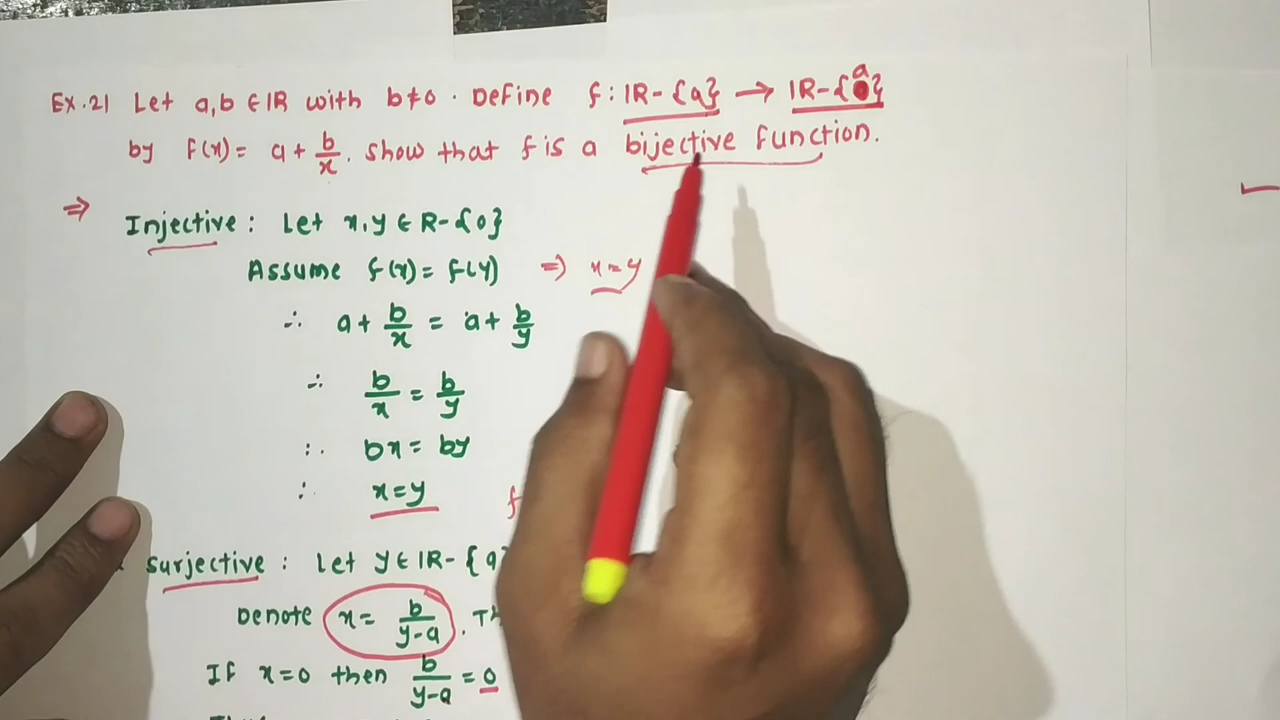 Ex.21 Let a,b ∈ IR with b≠0. Define f: IR-{a} → IR-{a}
by f(x)= a+ b/x. show that f is a bijective function.
⇒
Injective: Let x,y ∈ R-{0}
Assume f(x)= f(y) ⇒ x=y
∴ a+ b/x = a+ b/y
∴ b/x = b/y
∴ bx = by
∴ x=y f
surjective: Let y ∈ IR-{a}
Denote x= b/y-a.
If x=0 then b/y-a =0